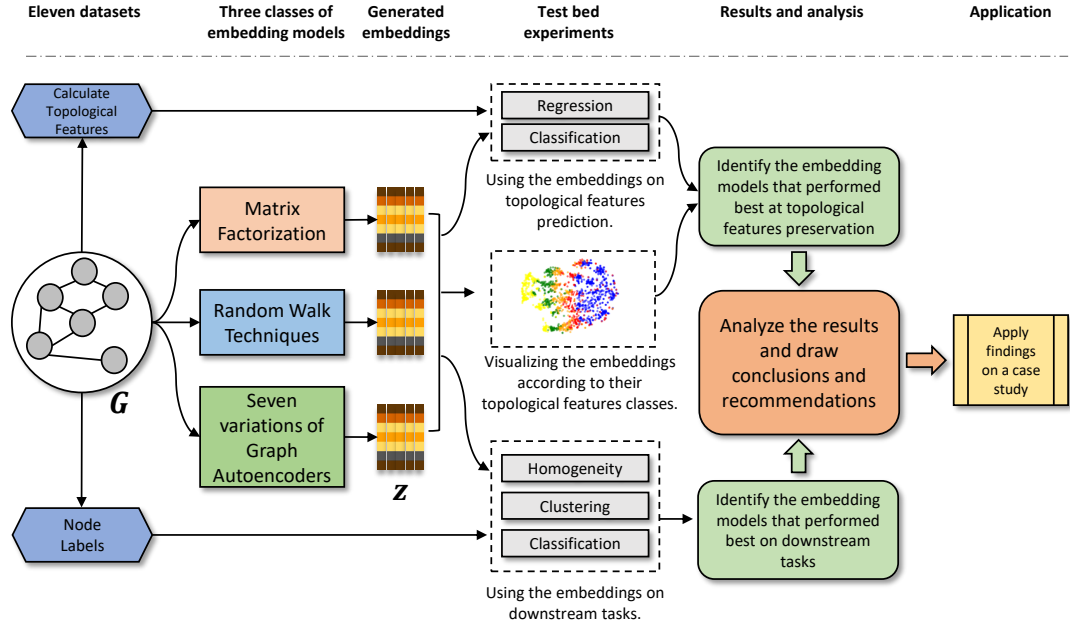 Eleven datasets
Three classes of
embedding models
Generated
embeddings
Test bed
experiments
Results and analysis
Application
Calculate
Topological
Features
G
Node
Labels
Matrix
Factorization
Random Walk
Techniques
Seven
variations of
Graph
Autoencoders
z
Regression
Classification
Using the embeddings on
topological features
prediction.
Visualizing the embeddings
according to their
topological features classes.
Homogeneity
Clustering
Classification
Using the embeddings on
downstream tasks.
Identify the embedding
models that performed
best at topological
features preservation
Analyze the results
and draw
conclusions and
recommendations
Identify the embedding
models that performed
best on downstream
tasks
Apply
findings
on a case
study